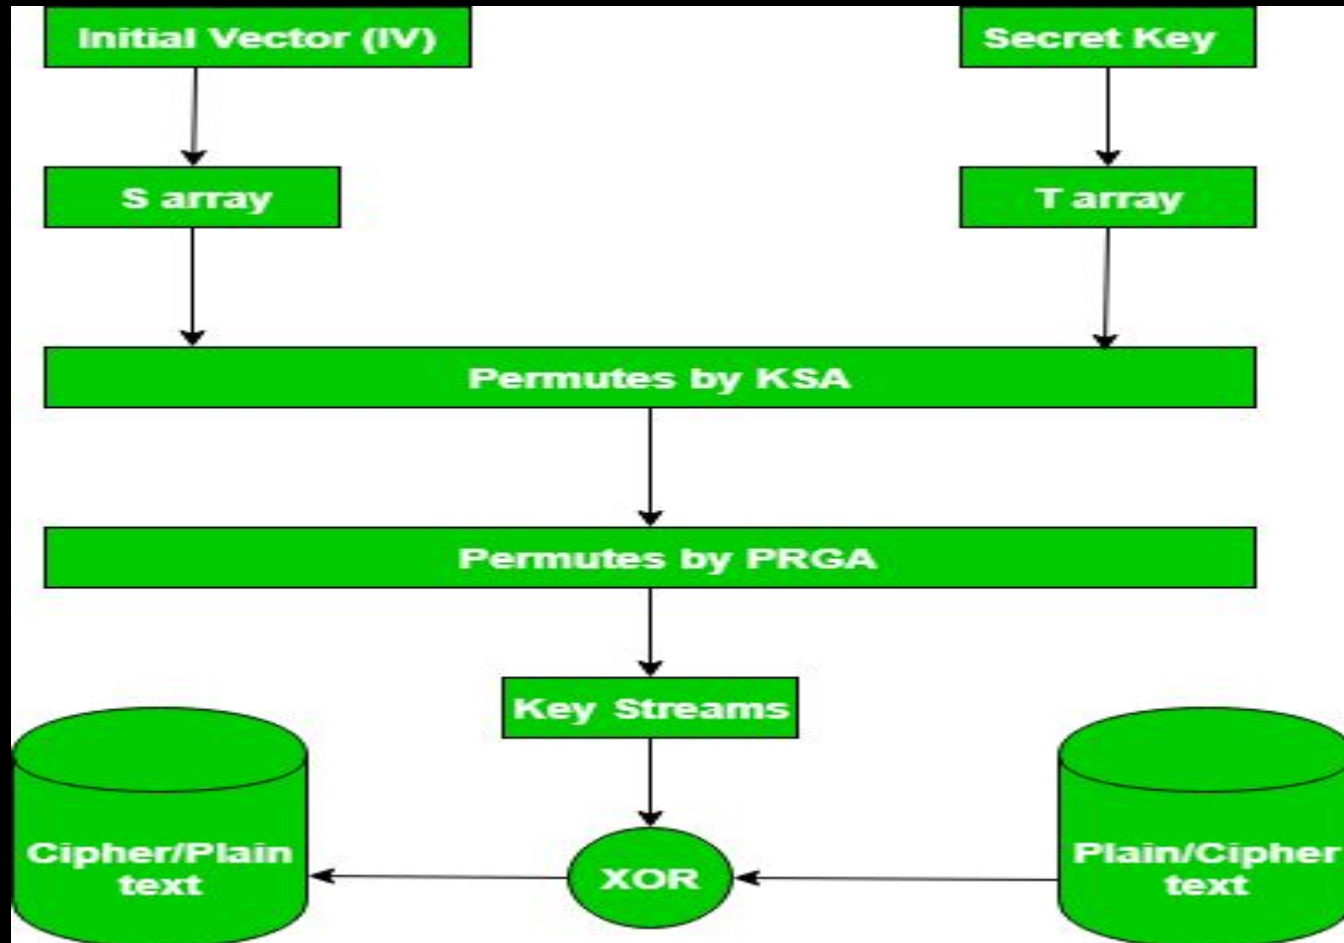 Initial Vector (IV)
Secret Key
S array
T array
Permutes by KSA
Permutes by PRGA
Key Streams
Cipher/Plain
text
XOR
Plain/Cipher
text